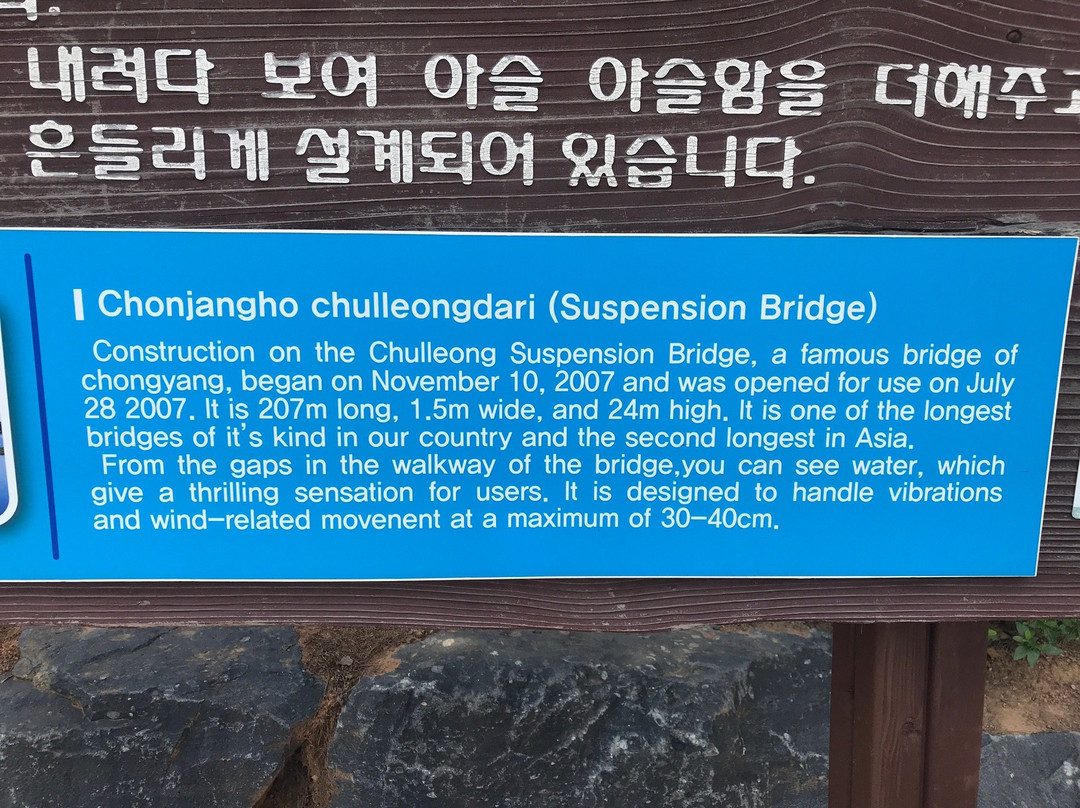 내려다 보여 아슬 아슬함을 더해주고
흔들리게 설계되어 있습니다.
Chonjangho chulleongdari (Suspension Bridge)
Construction on the Chulleong Suspension Bridge, a famous bridge of
chongyang, began on November 10, 2007 and was opened for use on July
28 2007. It is 207m long, 1.5m wide, and 24m high. It is one of the longest
bridges of it's kind in our country and the second longest in Asia.
From the gaps in the walkway of the bridge,you can see water, which
give a thrilling sensation for users. It is designed to handle vibrations
and wind-related movenent at a maximum of 30-40cm.